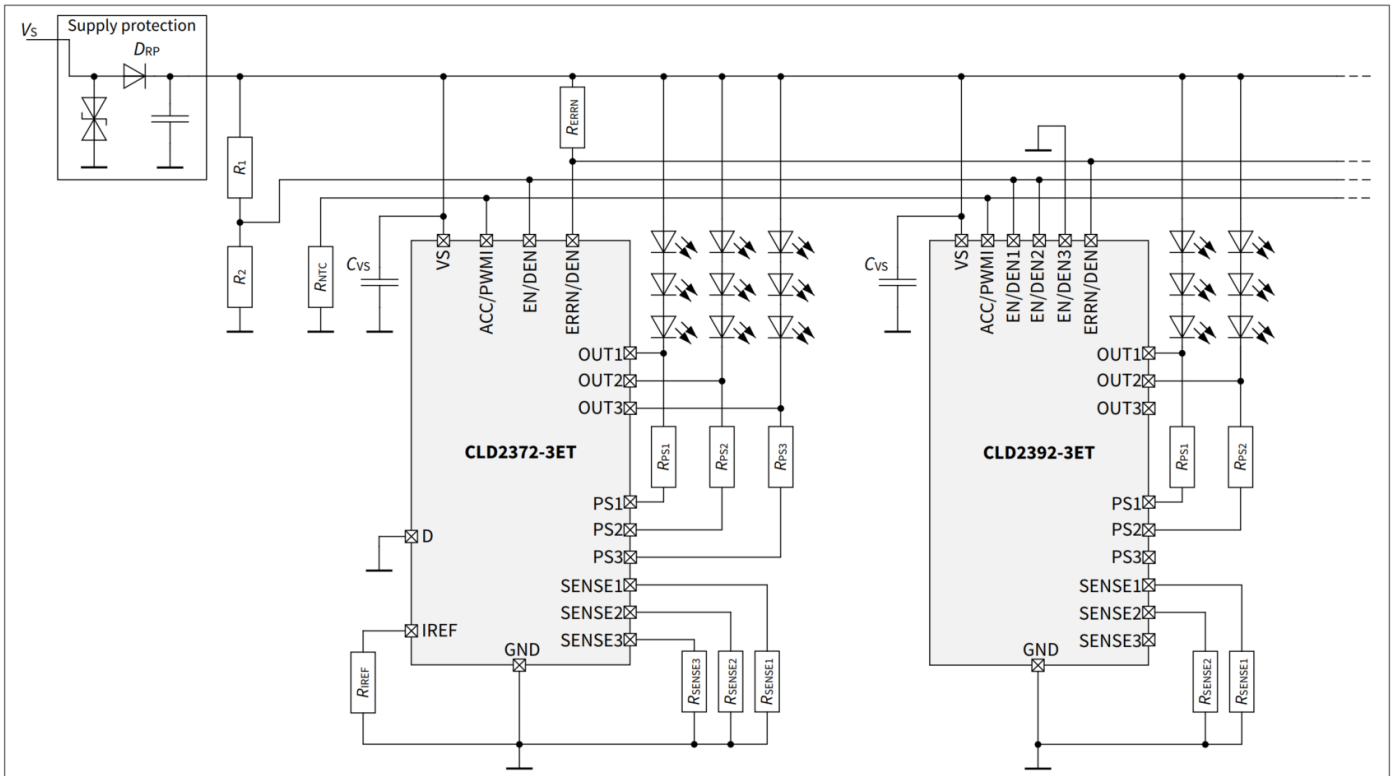 Supply protection
VS
DRP
R1
R2
RNTC
CVS
RERRN
VS
ACC/PWMI
EN/DEN
ERRN/DEN
OUT1
OUT2
OUT3
CLD2372-3ET
RPS1
RPS2
RPS3
PS1
PS2
PS3
D
SENSE1
SENSE2
SENSE3
IREF
GND
RIREF
RSENSE3
RSENSE2
RSENSE1
CVS
VS
ACC/PWMI
EN/DEN1
EN/DEN2
EN/DEN3
ERRN/DEN
OUT1
OUT2
OUT3
CLD2392-3ET
RPS1
RPS2
PS1
PS2
PS3
SENSE1
SENSE2
SENSE3
GND
RSENSE2
RSENSE1